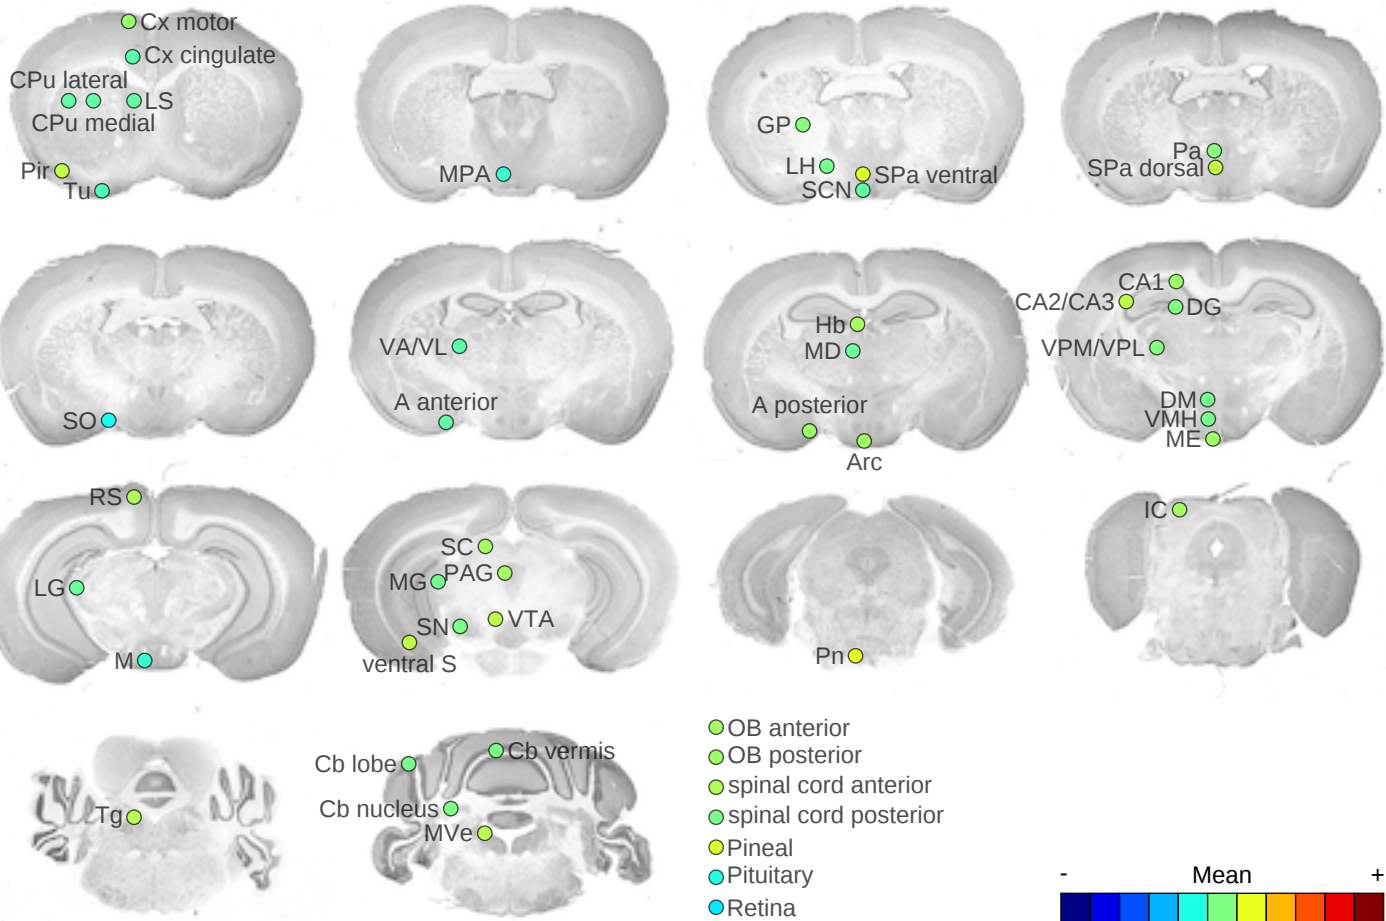 Cx motor
Cx cingulate
CPu lateral
LS
CPu medial
Pir
Tu
MPA
GP
LH
SPa ventral
SCN
Pa
SPa dorsal
SO
VA/VL
A anterior
Hb
MD
A posterior
Arc
CA1
CA2/CA3
DG
VPM/VPL
DM
VMH
ME
RS
LG
M
SC
MG
PAG
SN
VTA
ventral S
Pn
IC
Tg
Cb lobe
Cb vermis
Cb nucleus
MVe
OB anterior
OB posterior
spinal cord anterior
spinal cord posterior
Pineal
Pituitary
Retina
- Mean +